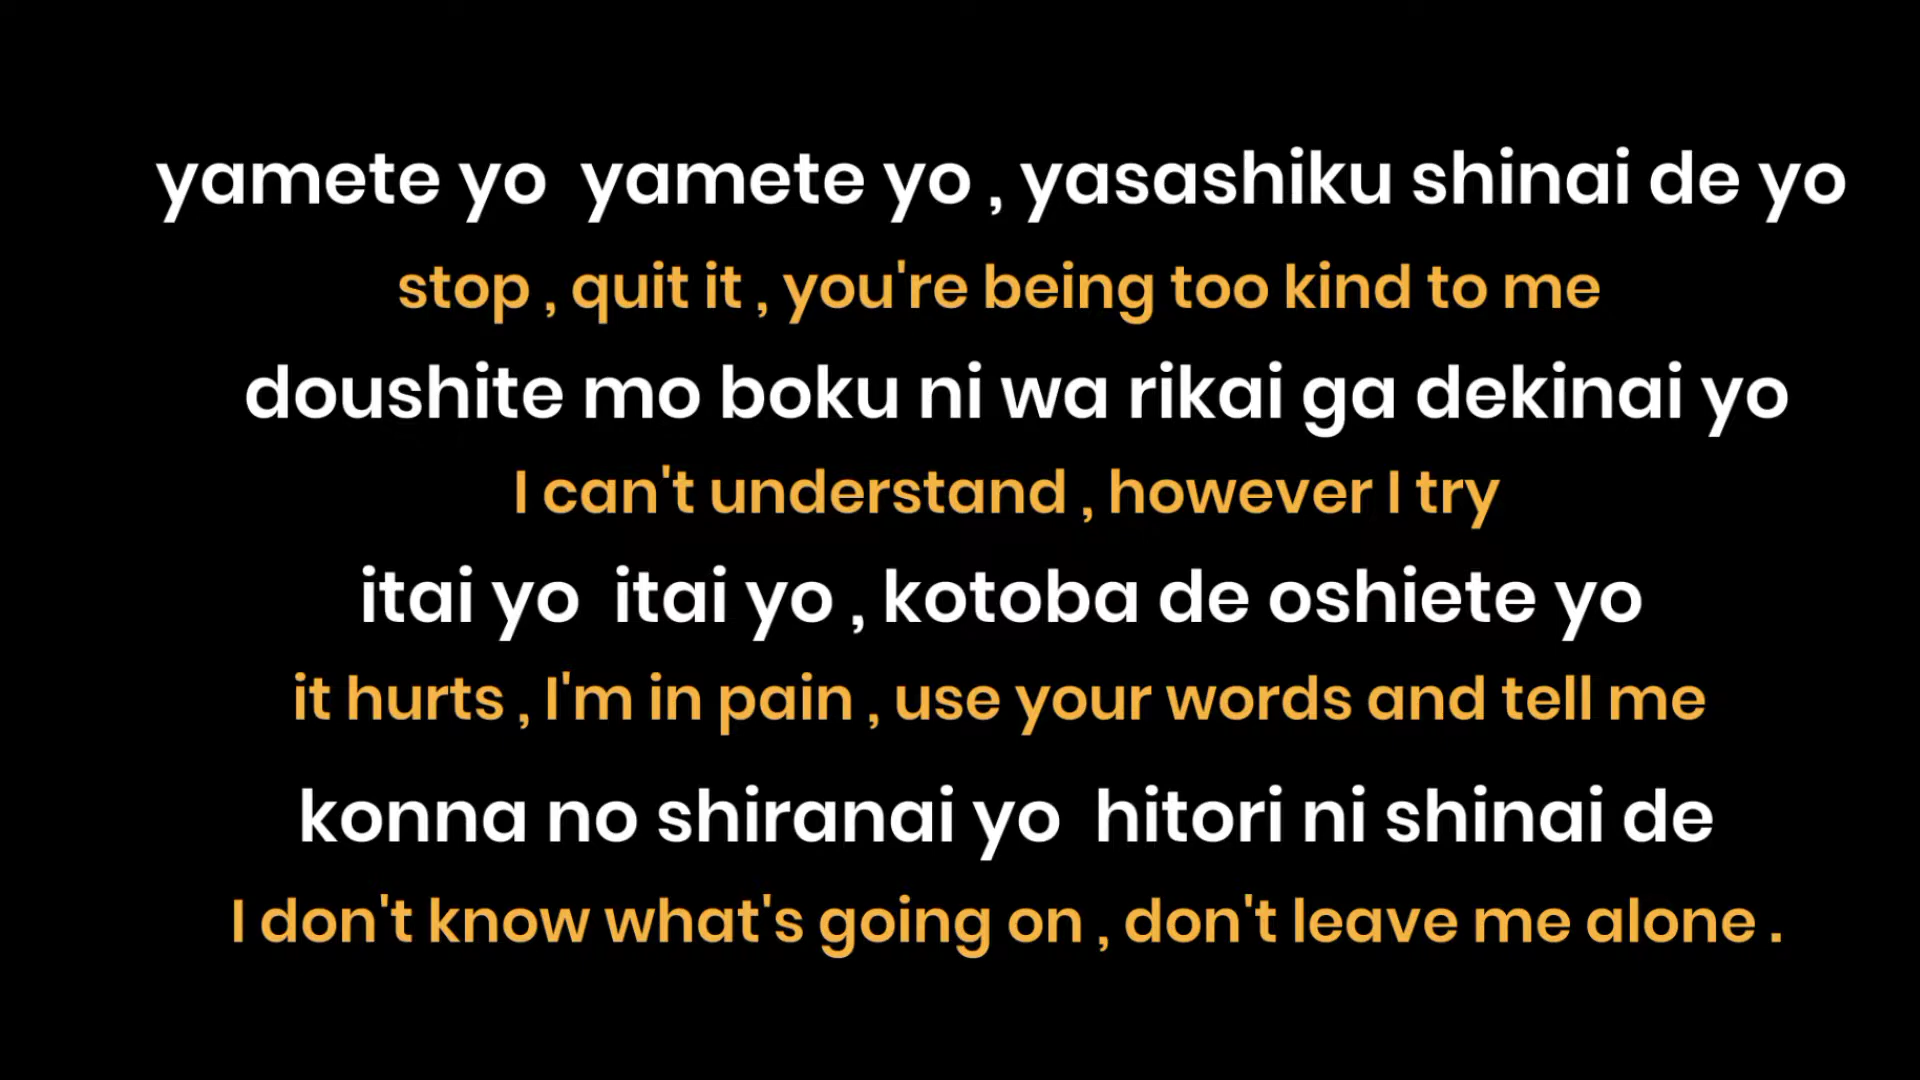 yamete yo  yamete yo , yasashiku shinai de yo
stop , quit it , you're being too kind to me
doushite mo boku ni wa rikai ga dekinai yo
I can't understand , however I try
itai yo  itai yo , kotoba de oshiete yo
it hurts , I'm in pain , use your words and tell me
konna no shiranai yo  hitori ni shinai de
I don't know what's going on , don't leave me alone .